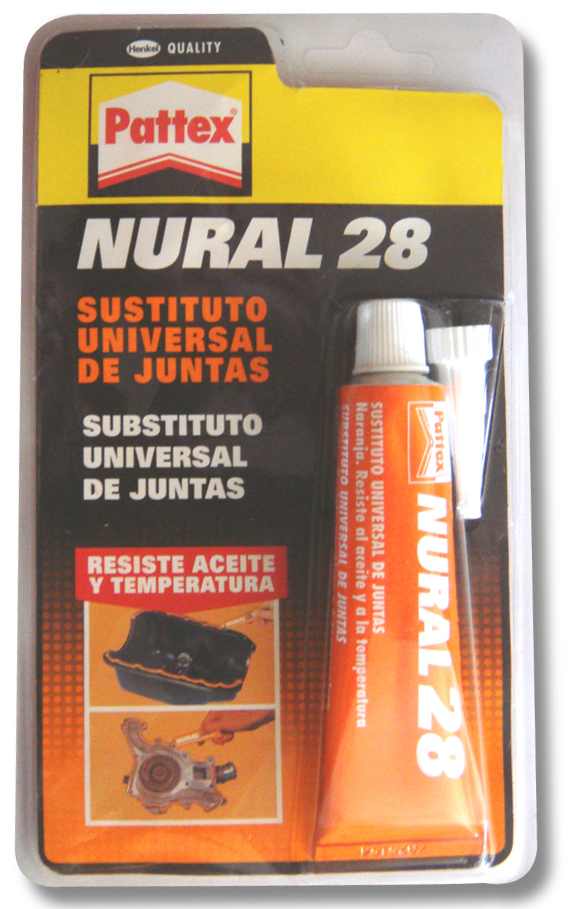 Henkel QUALITY
Pattex®
NURAL 28
SUSTITUTO
UNIVERSAL
DE JUNTAS
SUBSTITUTO
UNIVERSAL
DE JUNTAS
RESISTE ACEITE
Y TEMPERATURA
NURAL
Pattex
NURAL 28
SUSTITUTO UNIVERSAL DE JUNTAS
Naranja. Resiste al aceite y a la temperatura
SUBSTITUTO UNIVERSAL DE JUNTAS